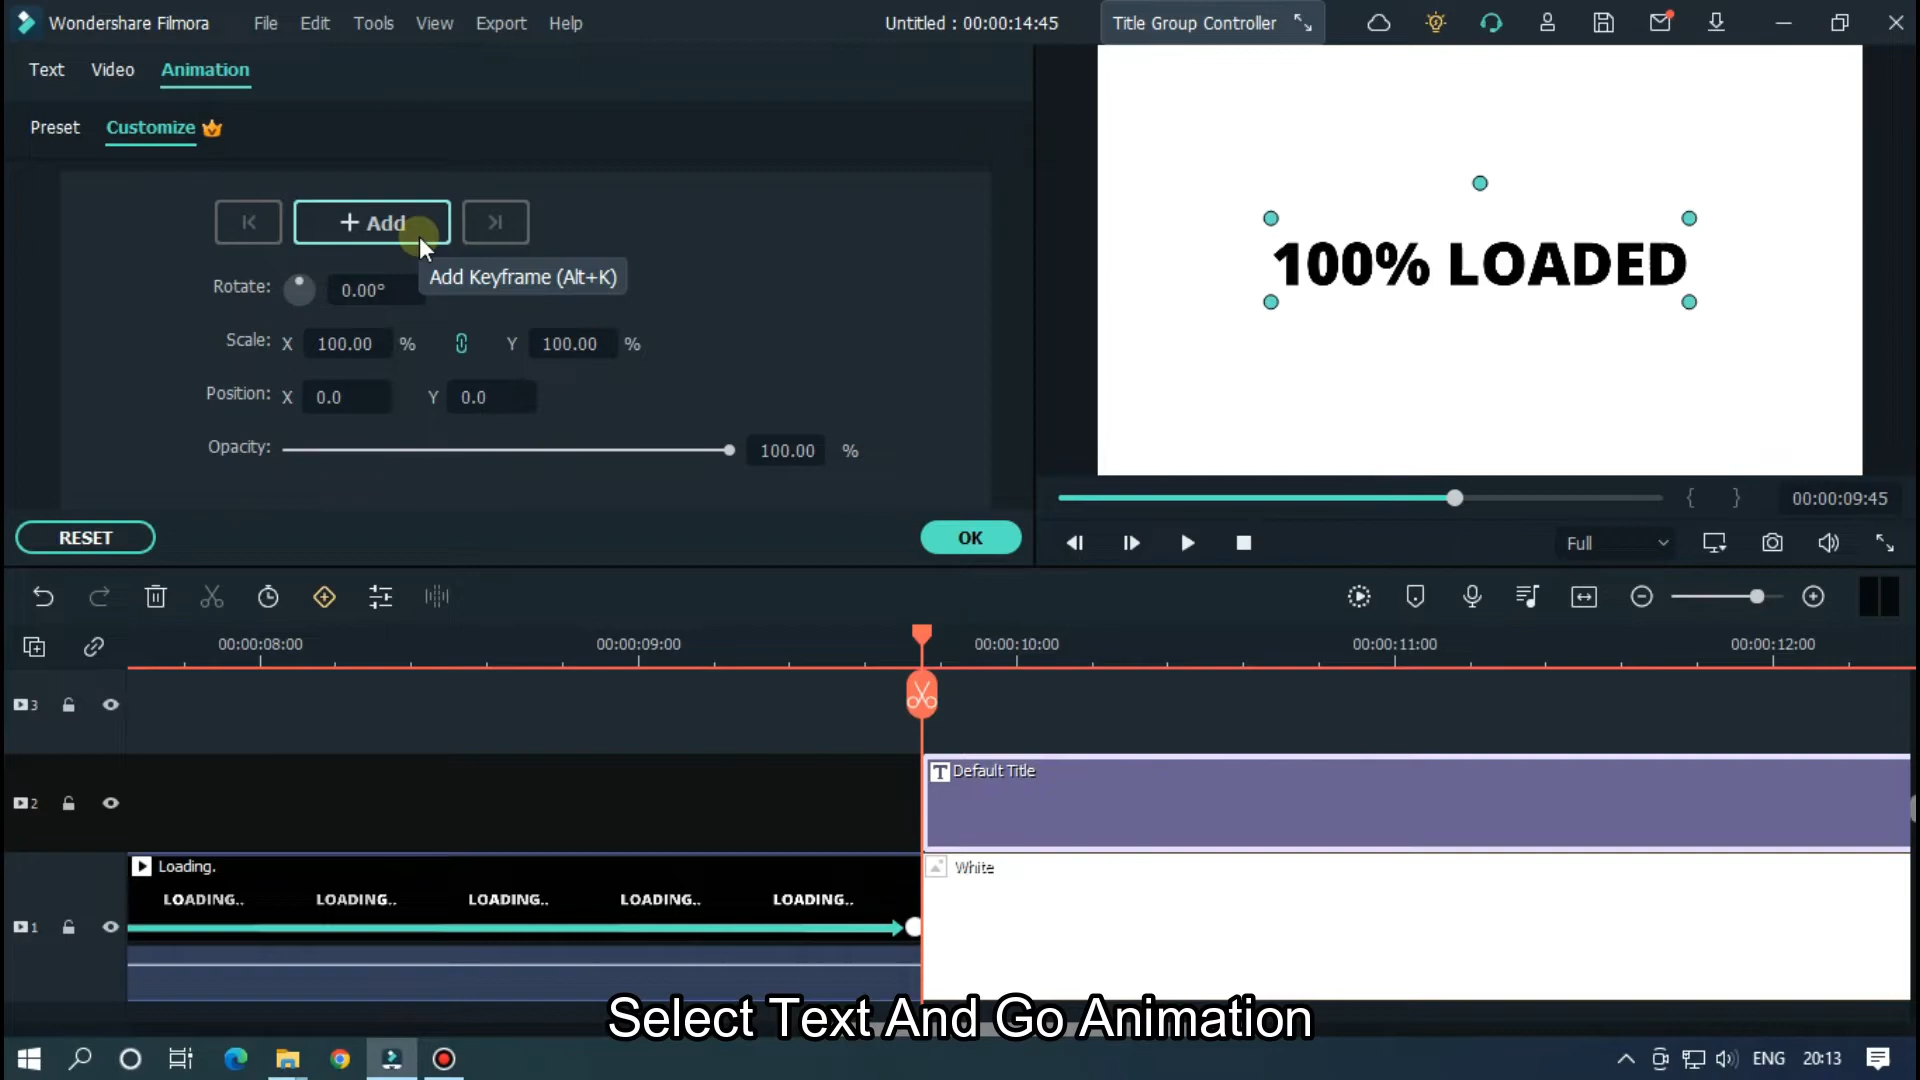 Wondershare Filmora File Edit Tools View Export Help Untitled : 00:00:14:45 Title Group Controller
Text Video Animation
Preset Customize
+ Add
Add Keyframe (Alt+K)
Rotate: 0.00°
Scale: X 100.00 % Y 100.00 %
Position: X 0.0 Y 0.0
Opacity: 100.00 %
RESET OK
100% LOADED
{ } 00:00:09:45
Full
00:00:08:00 00:00:09:00 00:00:10:00 00:00:11:00 00:00:12:00
3
T Default Title
2
Loading. White
LOADING.. LOADING.. LOADING.. LOADING.. LOADING..
1
Select Text And Go Animation
ENG 20:13